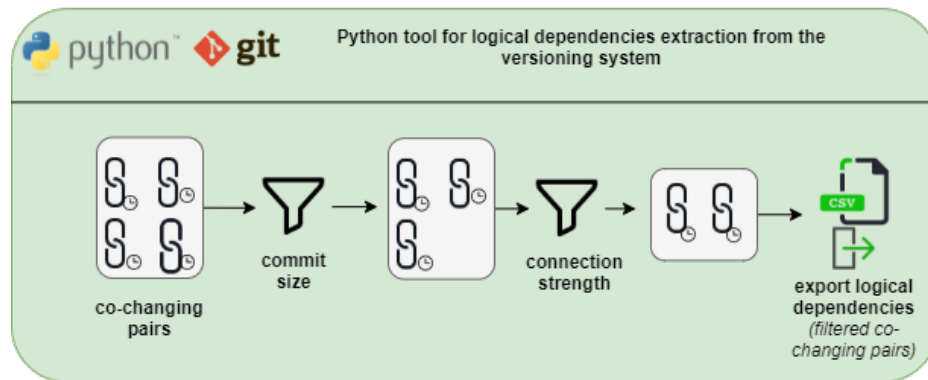 python™ git Python tool for logical dependencies extraction from the
versioning system
CSV
commit
size
connection
strength
co-changing
pairs
export logical
dependencies
(filtered co-
changing pairs)